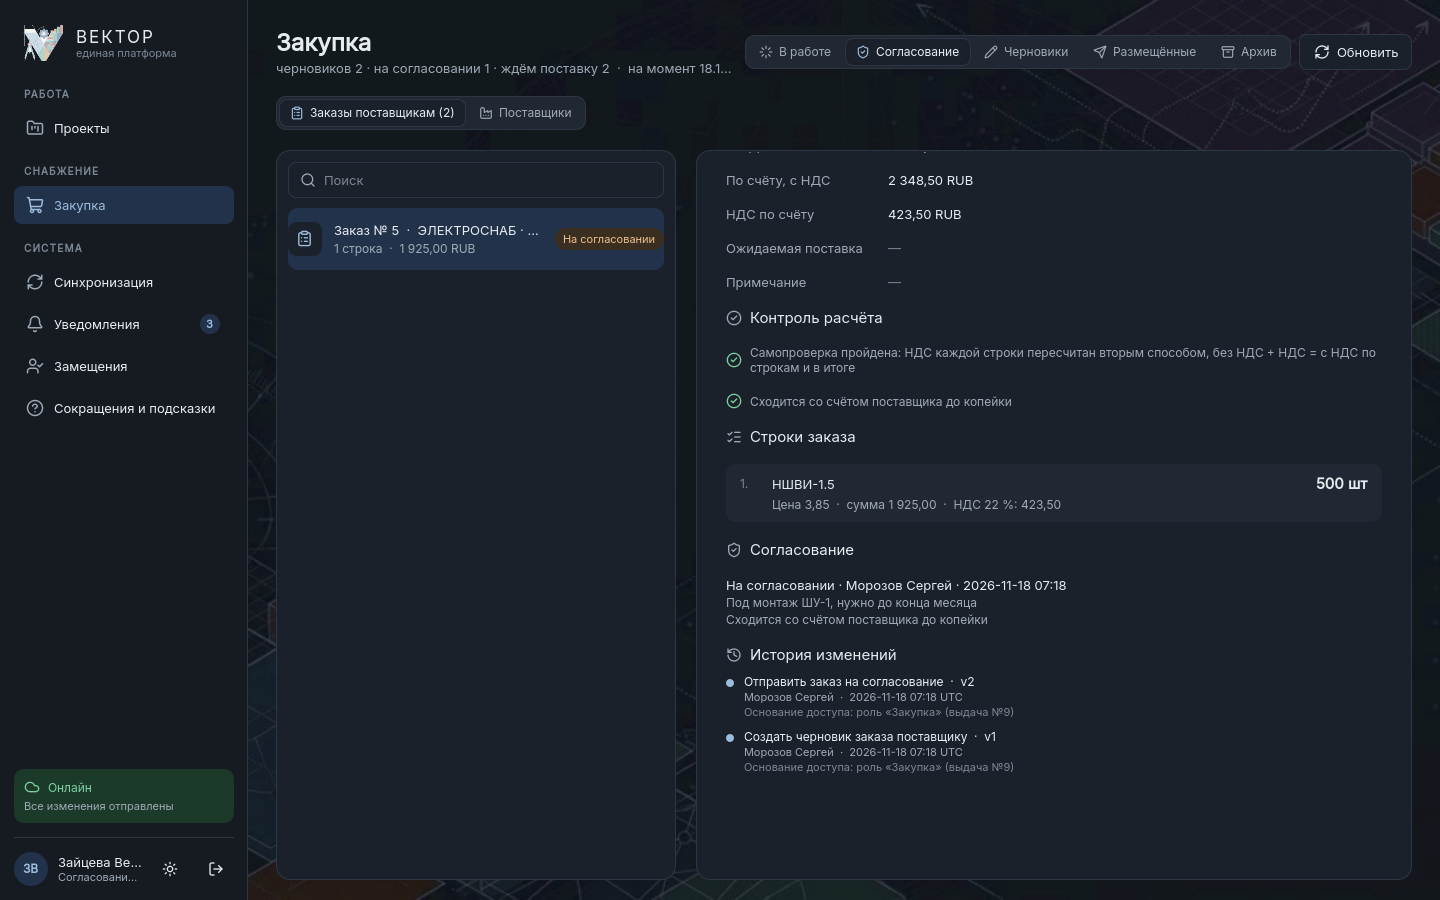 ВЕКТОР
единая платформа
РАБОТА
Проекты
СНАБЖЕНИЕ
Закупка
СИСТЕМА
Синхронизация
Уведомления
3
Замещения
Сокращения и подсказки
Онлайн
Все изменения отправлены
ЗВ
Зайцева Ве...
Согласовани...
Закупка
черновиков 2 · на согласовании 1 · ждём поставку 2 · на момент 18.1...
В работе
Согласование
Черновики
Размещённые
Архив
Обновить
Заказы поставщикам (2)
Поставщики
Поиск
Заказ № 5 · ЭЛЕКТРОСНАБ · ...
1 строка · 1 925,00 RUB
На согласовании
По счёту, с НДС 2 348,50 RUB
НДС по счёту 423,50 RUB
Ожидаемая поставка —
Примечание —
Контроль расчёта
Самопроверка пройдена: НДС каждой строки пересчитан вторым способом, без НДС + НДС = с НДС по
строкам и в итоге
Сходится со счётом поставщика до копейки
Строки заказа
1. НШВИ-1.5 500 шт
Цена 3,85 · сумма 1 925,00 · НДС 22 %: 423,50
Согласование
На согласовании · Морозов Сергей · 2026-11-18 07:18
Под монтаж ШУ-1, нужно до конца месяца
Сходится со счётом поставщика до копейки
История изменений
Отправить заказ на согласование · v2
Морозов Сергей · 2026-11-18 07:18 UTC
Основание доступа: роль «Закупка» (выдача №9)
Создать черновик заказа поставщику · v1
Морозов Сергей · 2026-11-18 07:18 UTC
Основание доступа: роль «Закупка» (выдача №9)